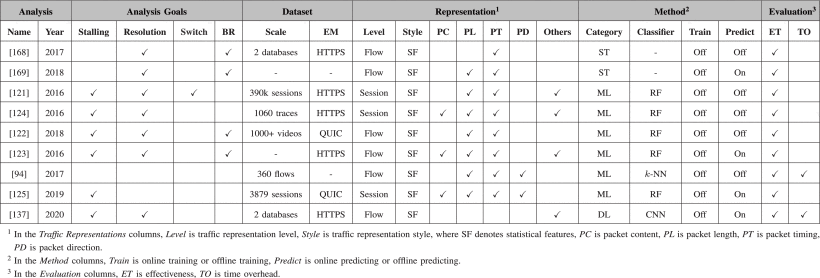 Analysis Analysis Goals Dataset Representation¹ Method² Evaluation³
Name Year Stalling Resolution Switch BR Scale EM Level Style PC PL PT PD Others Category Classifier Train Predict ET TO
[168] 2017 ✓ ✓ 2 databases HTTPS Flow SF ✓ ST - Off Off ✓
[169] 2018 ✓ ✓ - - Flow SF ✓ ✓ ST - Off On ✓
[121] 2016 ✓ ✓ ✓ 390k sessions HTTPS Session SF ✓ ✓ ✓ ML RF Off Off ✓
[124] 2016 ✓ ✓ 1060 traces HTTPS Session SF ✓ ✓ ✓ ✓ ML RF Off Off ✓
[122] 2018 ✓ ✓ ✓ 1000+ videos QUIC Flow SF ✓ ✓ ML RF Off Off ✓
[123] 2016 ✓ ✓ ✓ - HTTPS Flow SF ✓ ✓ ✓ ✓ ML RF Off On ✓
[94] 2017 360 flows - Flow SF ✓ ✓ ✓ ML k-NN Off Off ✓ ✓
[125] 2019 ✓ 3879 sessions QUIC Session SF ✓ ✓ ✓ ✓ ML RF Off On ✓
[137] 2020 ✓ ✓ 2 databases HTTPS Flow SF ✓ DL CNN Off On ✓ ✓
¹ In the Traffic Representations columns, Level is traffic representation level, Style is traffic representation style, where SF denotes statistical features, PC is packet content, PL is packet length, PT is packet timing,
PD is packet direction.
² In the Method columns, Train is online training or offline training, Predict is online predicting or offline predicting.
³ In the Evaluation columns, ET is effectiveness, TO is time overhead.